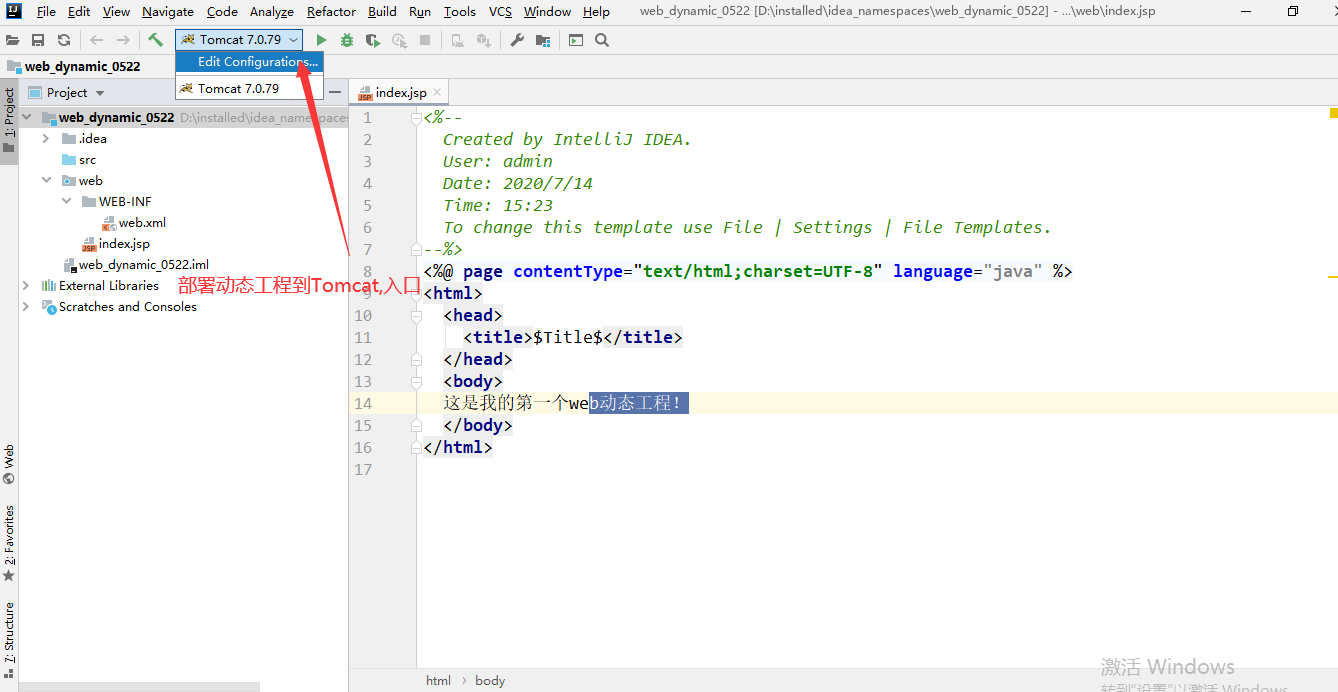 File Edit View Navigate Code Analyze Refactor Build Run Tools VCS Window Help web_dynamic_0522 [D:\installed\idea_namespaces\web_dynamic_0522] - ...\web\index.jsp
Tomcat 7.0.79
Edit Configurations...
Tomcat 7.0.79
web_dynamic_0522
Project
index.jsp
1: Project
web_dynamic_0522 D:\installed\idea_namespaces
.idea
src
web
WEB-INF
web.xml
index.jsp
web_dynamic_0522.iml
External Libraries
Scratches and Consoles
部署动态工程到Tomcat,入口
1 <%--
2 Created by IntelliJ IDEA.
3 User: admin
4 Date: 2020/7/14
5 Time: 15:23
6 To change this template use File | Settings | File Templates.
7 --%>
8 <%@ page contentType="text/html;charset=UTF-8" language="java" %>
9 <html>
10 <head>
11 <title>$Title$</title>
12 </head>
13 <body>
14 这是我的第一个web动态工程！
15 </body>
16 </html>
17
Web
2: Favorites
7: Structure
html › body
激活 Windows
转到"设置"以激活 Windows